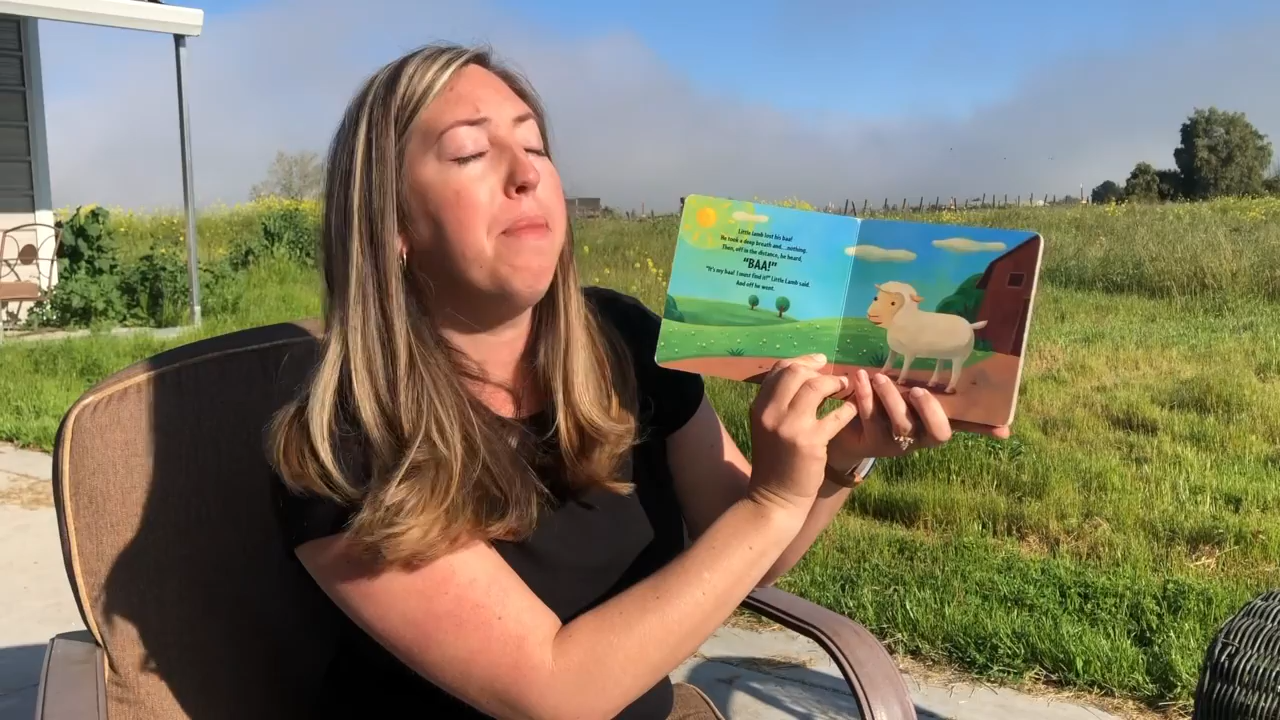 Little Lamb lost his baa!
He took a deep breath and...nothing.
Then, off in the distance, he heard,
"BAA!"
"It's my baa! I must find it!" Little Lamb said.
And off he went.